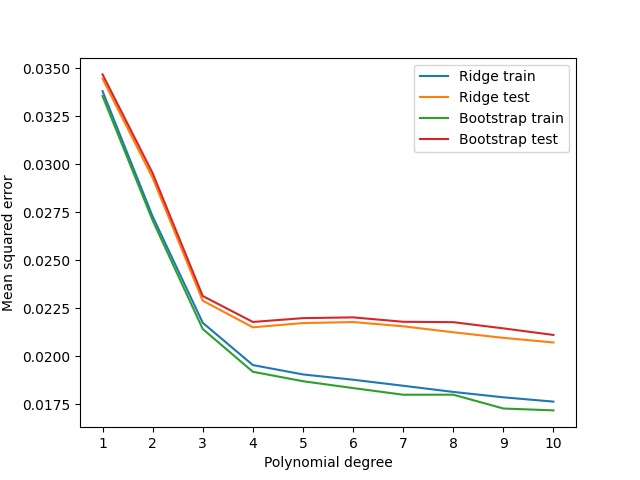 0.0350
0.0325
0.0300
0.0275
0.0250
0.0225
0.0200
0.0175
Mean squared error
Ridge train
Ridge test
Bootstrap train
Bootstrap test
1 2 3 4 5 6 7 8 9 10
Polynomial degree